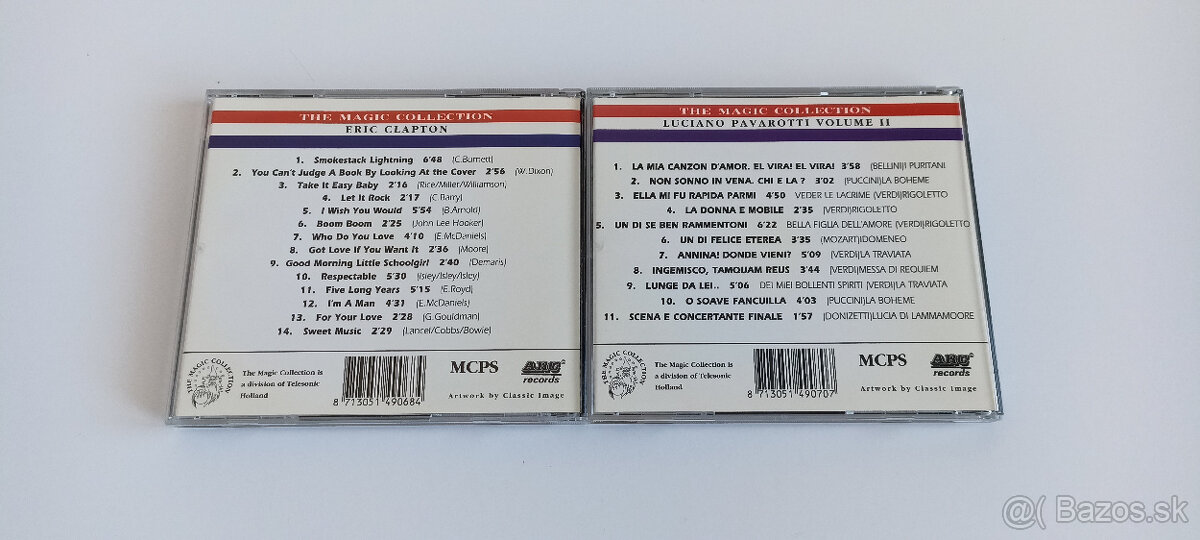 THE MAGIC COLLECTION
ERIC CLAPTON
1. Smokestack Lightning 6'48 (C.Burnett)
2. You Can't Judge A Book By Looking At the Cover 2'56 (W.Dixon)
3. Take It Easy Baby 2'16 (Rice/Miller/Williamson)
4. Let It Rock 2'17 (C.Barry)
5. I Wish You Would 5'54 (B.Arnold)
6. Boom Boom 2'25 (John Lee Hooker)
7. Who Do You Love 4'10 (E.McDaniels)
8. Got Love If You Want It 2'36 (Moore)
9. Good Morning Little Schoolgirl 2'40 (Demaris)
10. Respectable 5'30 (Isley/Isley/Isley)
11. Five Long Years 5'15 (E.Royd)
12. I'm A Man 4'31 (E.McDaniels)
13. For Your Love 2'28 (G.Gouldman)
14. Sweet Music 2'29 (Lance/Cobbs/Bowie)
THE MAGIC COLLECTION
The Magic Collection is
a division of Telesonic
Holland
8 713051 490684
MCPS
ARC
records
Artwork by Classic Image
THE MAGIC COLLECTION
LUCIANO PAVAROTTI VOLUME II
1. LA MIA CANZON D'AMOR. EL VIRA! EL VIRA! 3'58 (BELLINI)I PURITANI
2. NON SONNO IN VENA. CHI E LA ? 3'02 (PUCCINI)LA BOHEME
3. ELLA MI FU RAPIDA PARMI 4'50 VEDER LE LACRIME (VERDI)RIGOLETTO
4. LA DONNA E MOBILE 2'35 (VERDI)RIGOLETTO
5. UN DI SE BEN RAMMENTONI 6'22 BELLA FIGLIA DELL'AMORE (VERDI)RIGOLETTO
6. UN DI FELICE ETEREA 3'35 (MOZART)IDOMENEO
7. ANNINA! DONDE VIENI? 5'09 (VERDI)LA TRAVIATA
8. INGEMISCO, TAMQUAM REUS 3'44 (VERDI)MESSA DI REQUIEM
9. LUNGE DA LEI.. 5'06 DEI MIEI BOLLENTI SPIRITI (VERDI)LA TRAVIATA
10. O SOAVE FANCUILLA 4'03 (PUCCINI)LA BOHEME
11. SCENA E CONCERTANTE FINALE 1'57 (DONIZETTI)LUCIA DI LAMMAMOORE
THE MAGIC COLLECTION
The Magic Collection is
a division of Telesonic
Holland
8 713051 490707
MCPS
ARC
records
Artwork by Classic Image
@( Bazos.sk